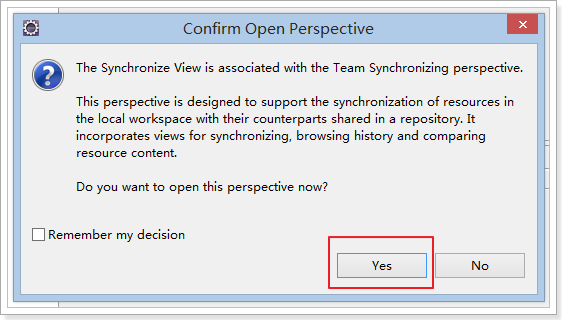 Confirm Open Perspective
The Synchronize View is associated with the Team Synchronizing perspective.
This perspective is designed to support the synchronization of resources in
the local workspace with their counterparts shared in a repository. It
incorporates views for synchronizing, browsing history and comparing
resource content.
Do you want to open this perspective now?
Remember my decision
Yes
No